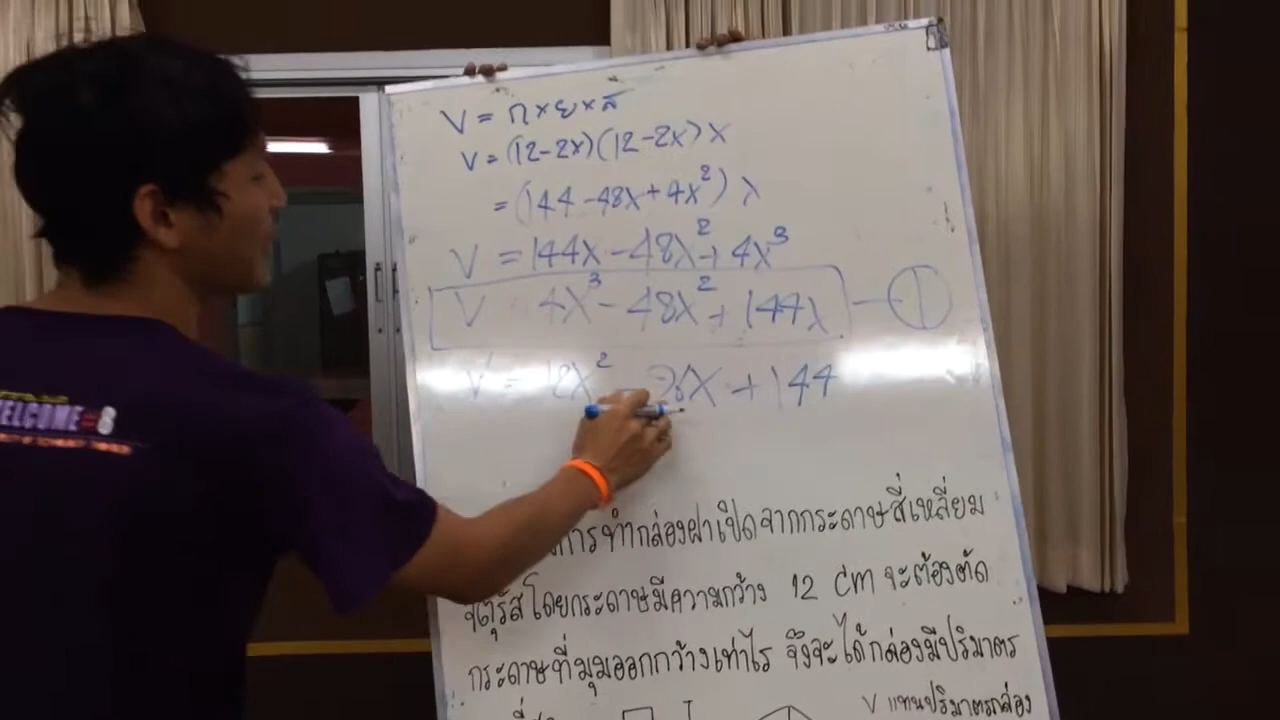 V = ก×ย×ส
V = (12-2x)(12-2x)x
= (144-48x+4x²)x
V = 144x - 48x² + 4x³
V 4x³ - 48x² + 144x — ①
V' = 12x² - 96x + 144
WELCOME
การทำกล่องฝาเปิดจากกระดาษสี่เหลี่ยม
จตุรัสโดยกระดาษมีความกว้าง 12 cm จะต้องตัด
กระดาษที่มุมออกกว้างเท่าไร จึงจะได้กล่องมีปริมาตร
V แทนปริมาตรกล่อง